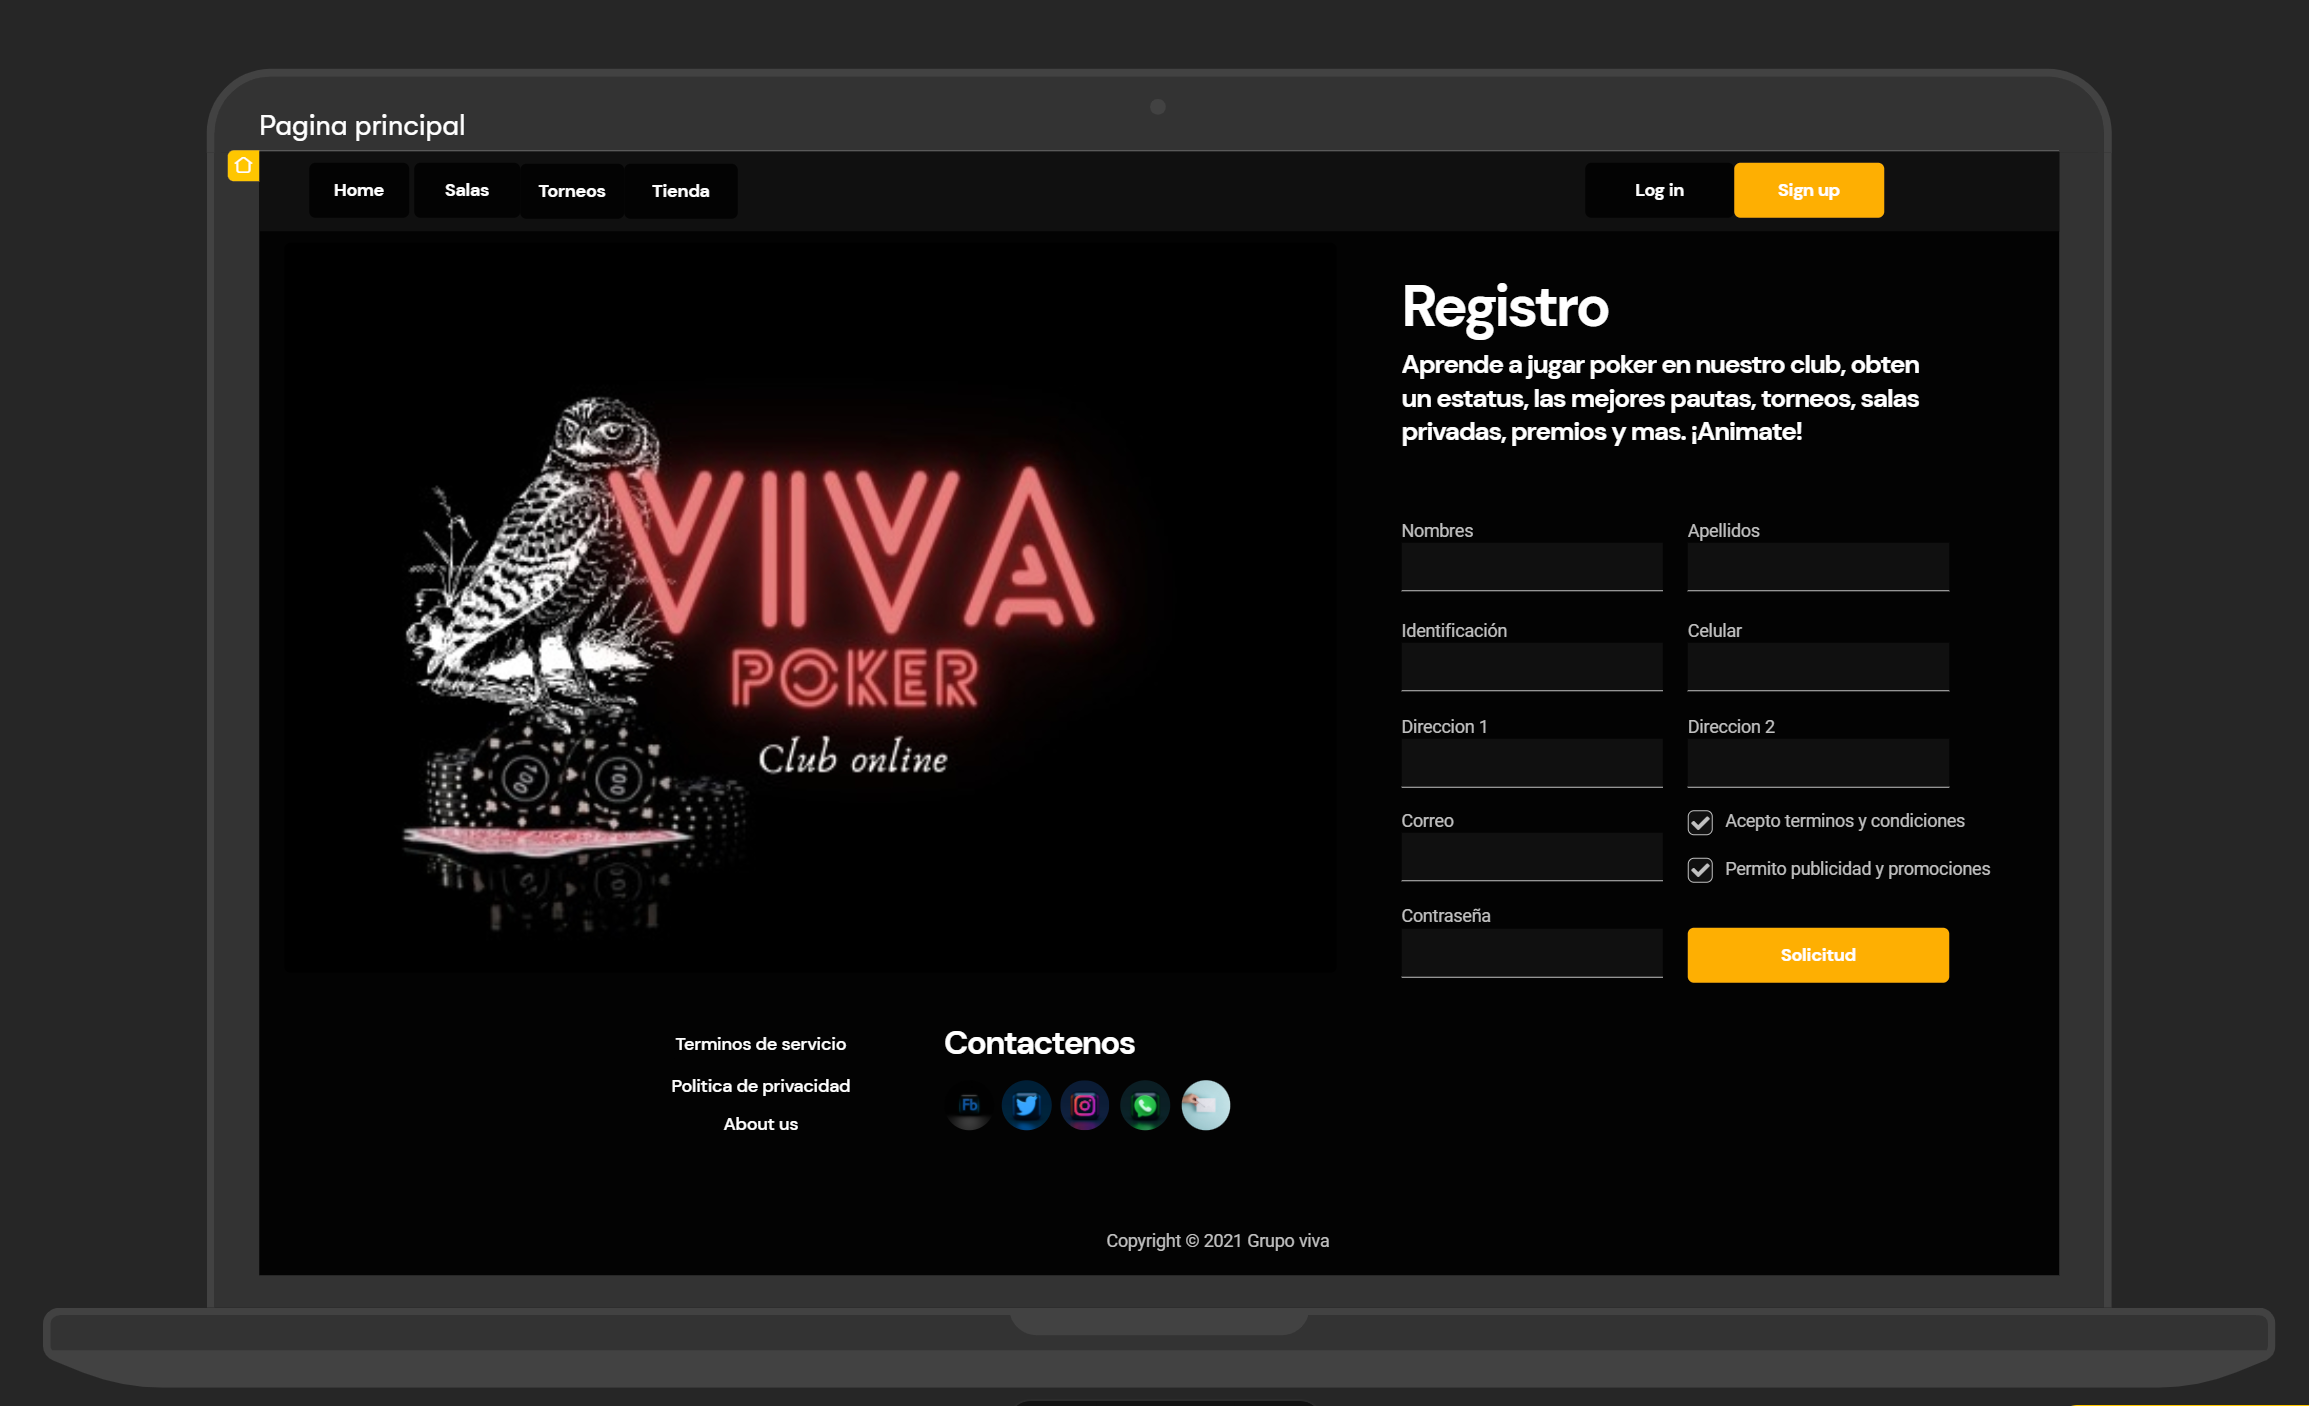 Pagina principal
Home
Salas
Torneos
Tienda
Log in
Sign up
VIVA
POKER
Club online
100
100
Registro
Aprende a jugar poker en nuestro club, obten
un estatus, las mejores pautas, torneos, salas
privadas, premios y mas. ¡Animate!
Nombres
Apellidos
Identificación
Celular
Direccion 1
Direccion 2
Correo
Acepto terminos y condiciones
Permito publicidad y promociones
Contraseña
Solicitud
Terminos de servicio
Politica de privacidad
About us
Contactenos
Fb
Copyright © 2021 Grupo viva